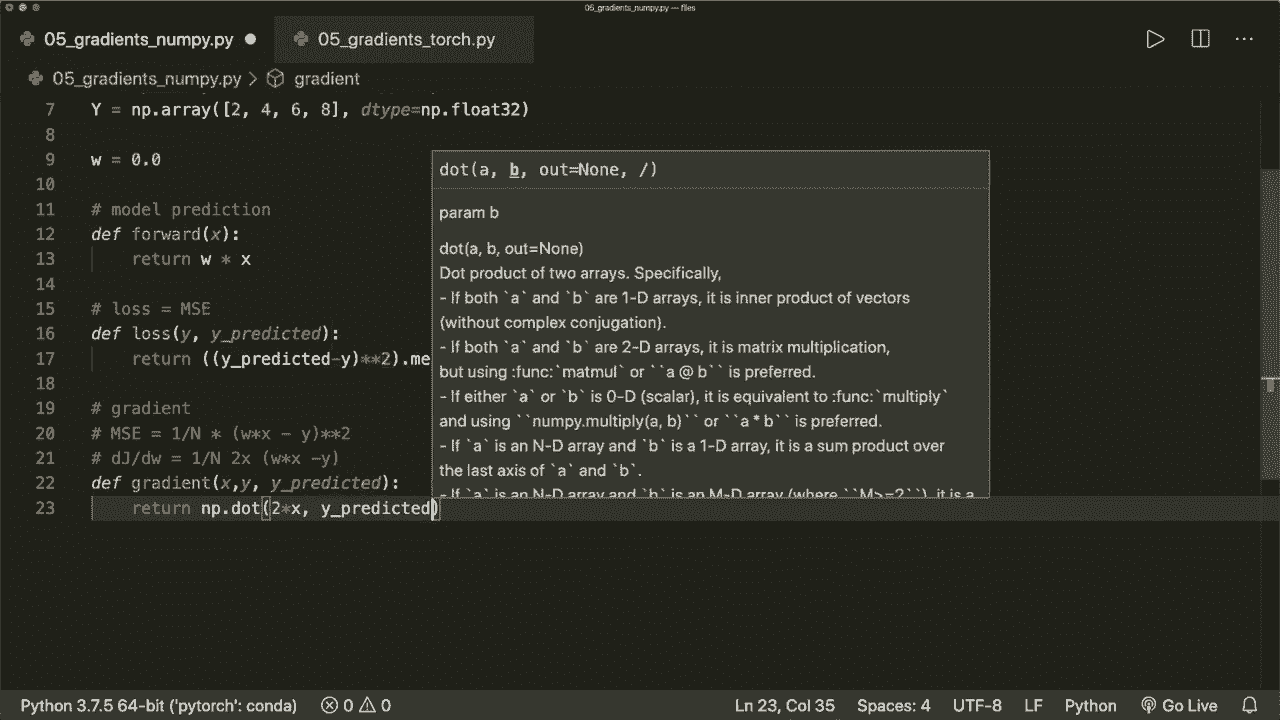 05_gradients_numpy.py — files
05_gradients_numpy.py
05_gradients_torch.py
05_gradients_numpy.py > gradient
7 Y = np.array([2, 4, 6, 8], dtype=np.float32)
8
9 w = 0.0
10
11 # model prediction
12 def forward(x):
13 return w * x
14
15 # loss = MSE
16 def loss(y, y_predicted):
17 return ((y_predicted-y)**2).me
18
19 # gradient
20 # MSE = 1/N * (w*x - y)**2
21 # dJ/dw = 1/N 2x (w*x -y)
22 def gradient(x,y, y_predicted):
23 return np.dot(2*x, y_predicted)
dot(a, b, out=None, /)
param b
dot(a, b, out=None)
Dot product of two arrays. Specifically,
- If both `a` and `b` are 1-D arrays, it is inner product of vectors
(without complex conjugation).
- If both `a` and `b` are 2-D arrays, it is matrix multiplication,
but using :func:`matmul` or ``a @ b`` is preferred.
- If either `a` or `b` is 0-D (scalar), it is equivalent to :func:`multiply`
and using ``numpy.multiply(a, b)`` or ``a * b`` is preferred.
- If `a` is an N-D array and `b` is a 1-D array, it is a sum product over
the last axis of `a` and `b`.
- If `a` is an N-D array and `b` is an M-D array (where ``M>=2``), it is a
Python 3.7.5 64-bit ('pytorch': conda) 0 0 Ln 23, Col 35 Spaces: 4 UTF-8 LF Python Go Live